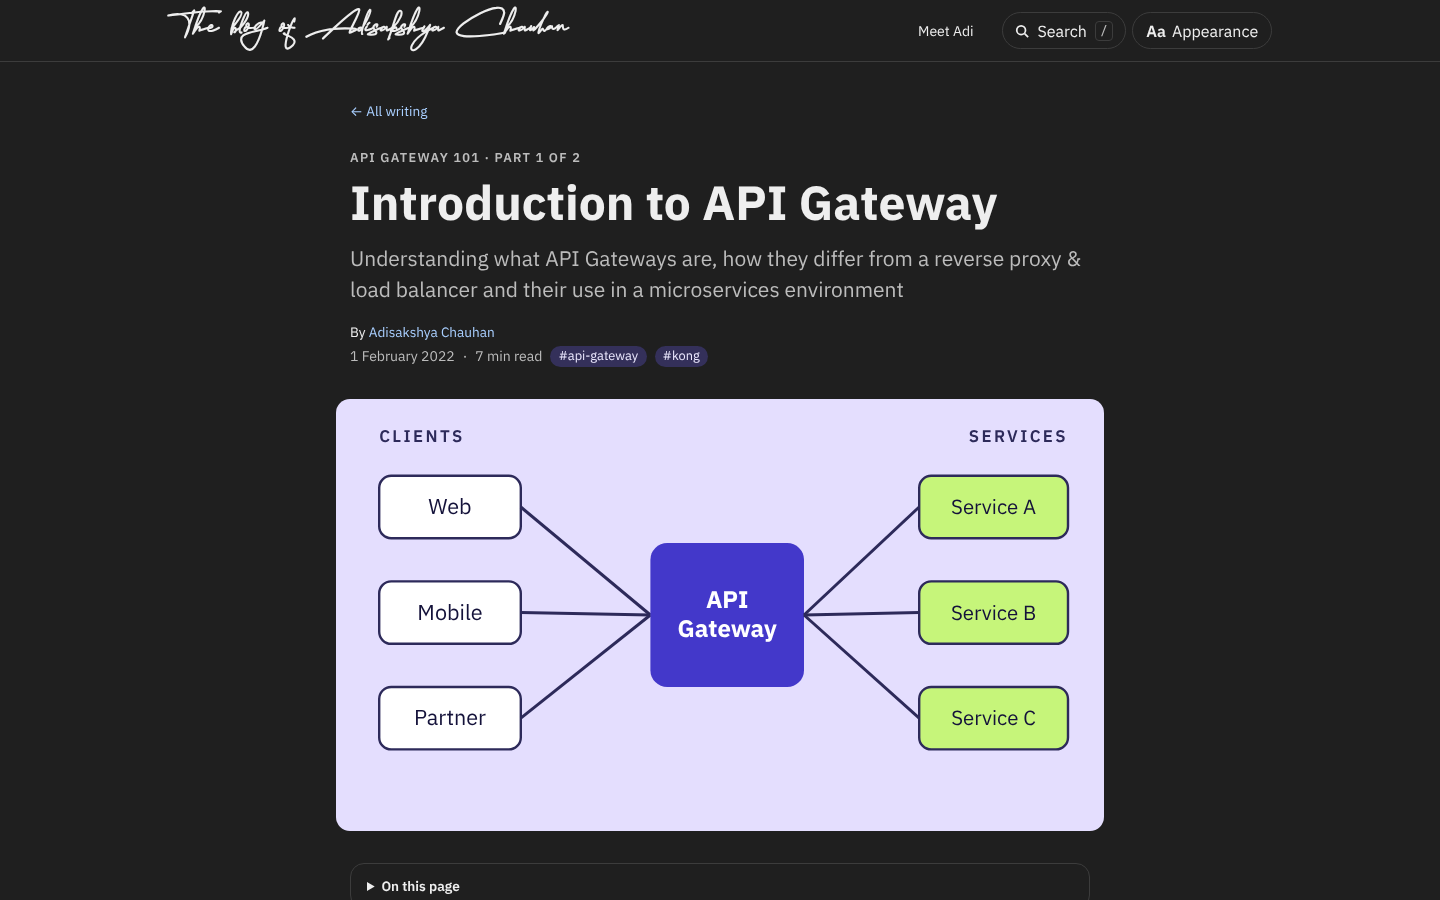 The blog of Adisakshya Chauhan
Meet Adi
Search /
Aa Appearance
← All writing
API GATEWAY 101 · PART 1 OF 2
Introduction to API Gateway
Understanding what API Gateways are, how they differ from a reverse proxy &
load balancer and their use in a microservices environment
By Adisakshya Chauhan
1 February 2022 · 7 min read #api-gateway #kong
CLIENTS
SERVICES
Web
Service A
API
Gateway
Mobile
Service B
Partner
Service C
On this page